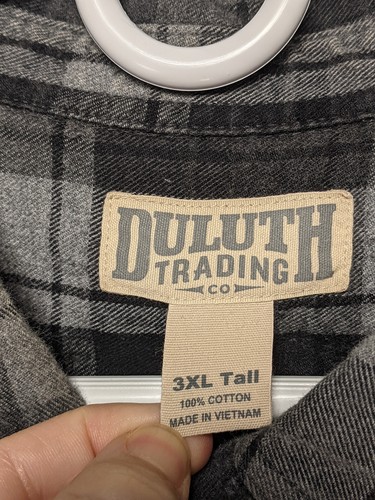 DULUTH
TRADING
CO
3XL Tall
100% COTTON
MADE IN VIETNAM